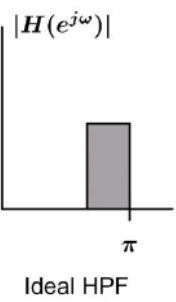 |H(e^{jω})|
π
Ideal HPF